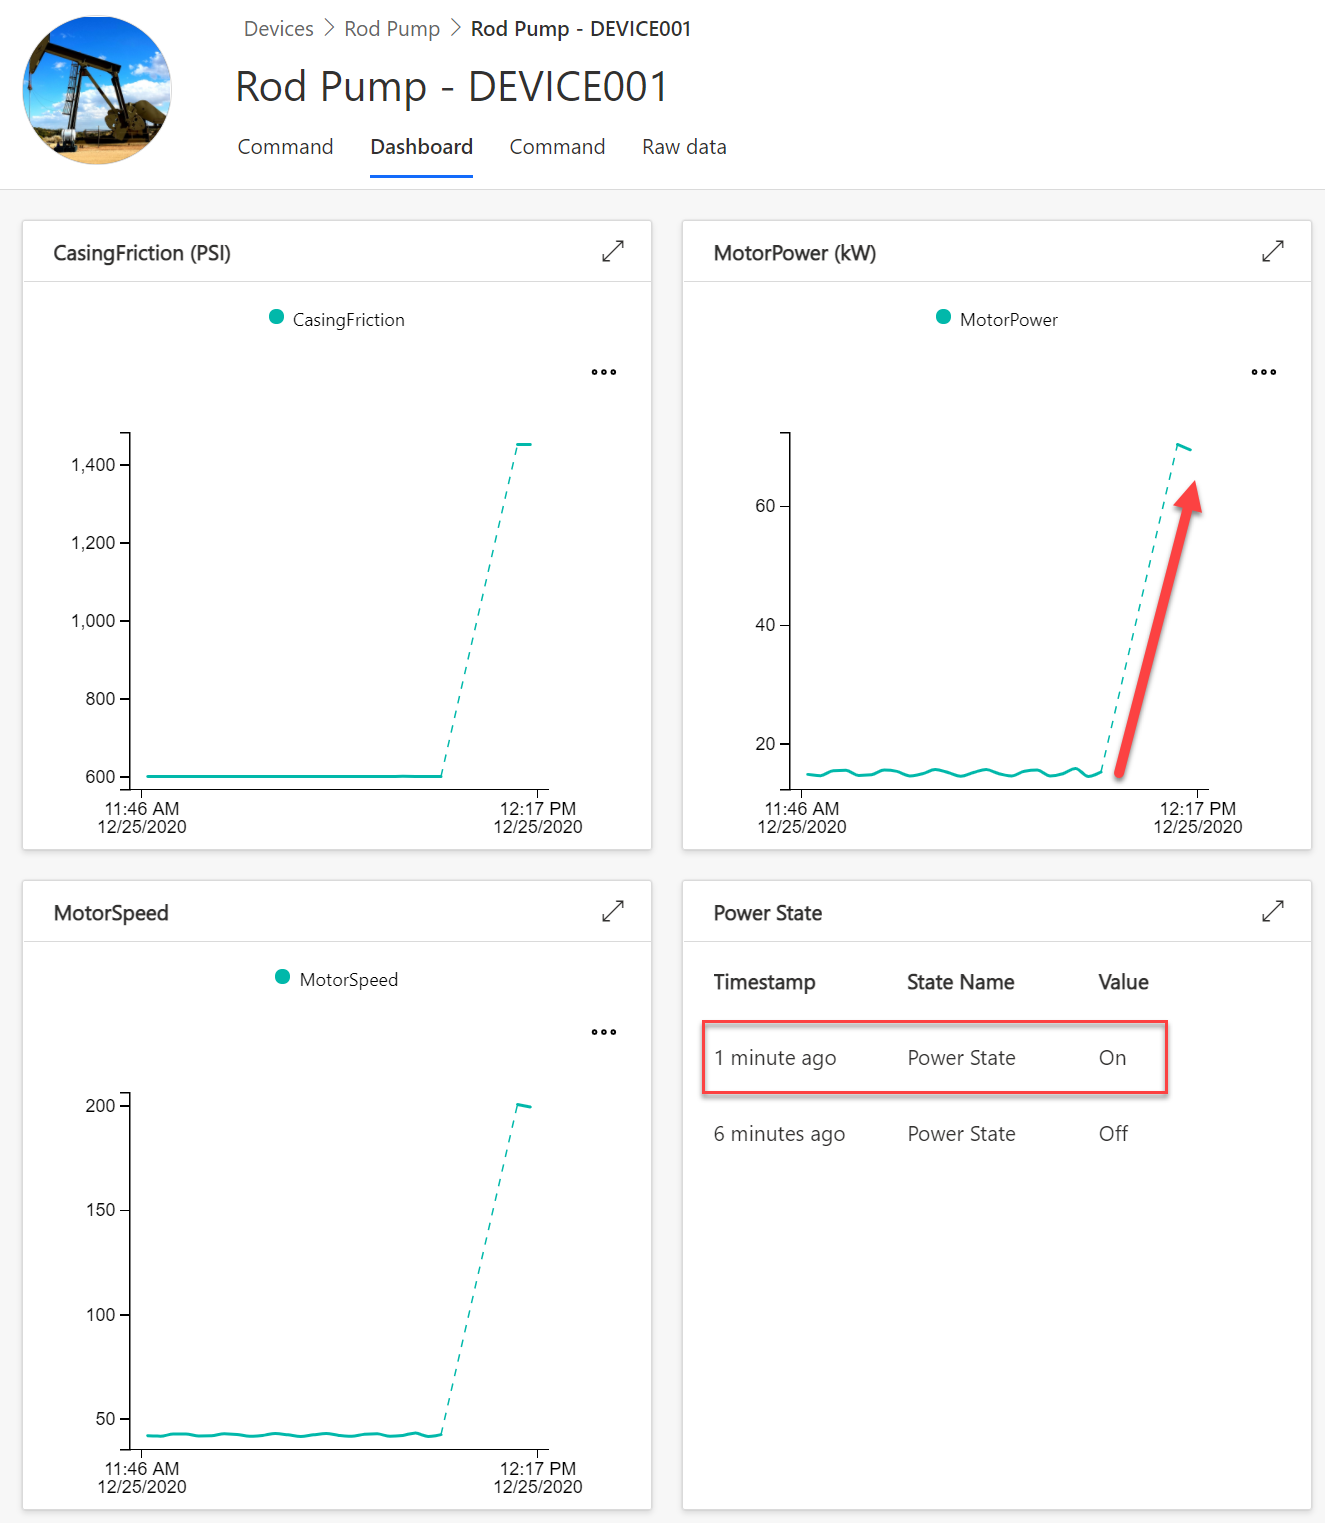 Devices > Rod Pump > Rod Pump - DEVICE001
Rod Pump - DEVICE001
Command Dashboard Command Raw data
CasingFriction (PSI)
CasingFriction
1,400
1,200
1,000
800
600
11:46 AM 12:17 PM
12/25/2020 12/25/2020
MotorPower (kW)
MotorPower
60
40
20
11:46 AM 12:17 PM
12/25/2020 12/25/2020
MotorSpeed
MotorSpeed
200
150
100
50
11:46 AM 12:17 PM
12/25/2020 12/25/2020
Power State
Timestamp State Name Value
1 minute ago Power State On
6 minutes ago Power State Off